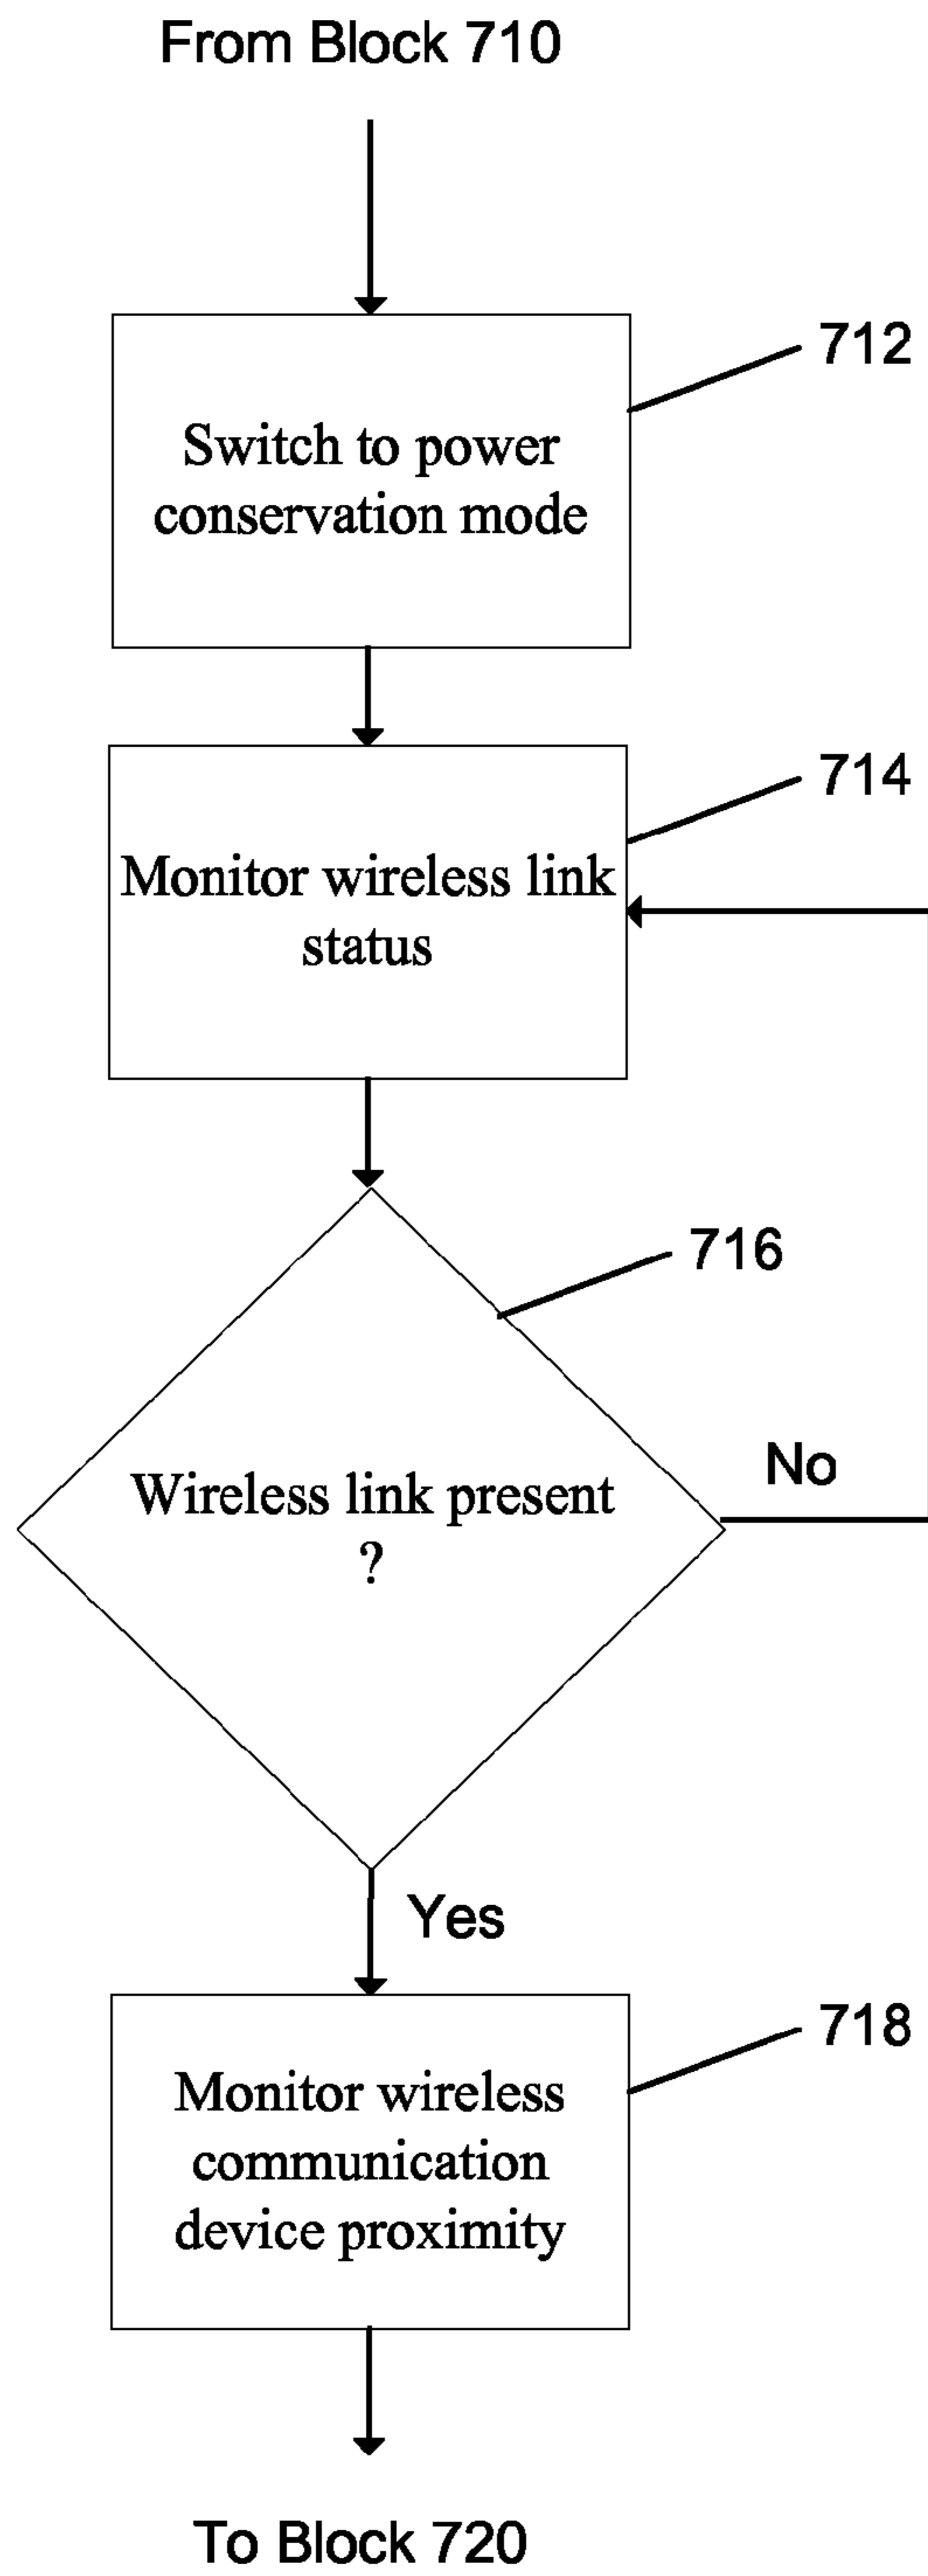 From Block 710
712
Switch to power
conservation mode
714
Monitor wireless link
status
716
Wireless link present
?
No
Yes
718
Monitor wireless
communication
device proximity
To Block 720